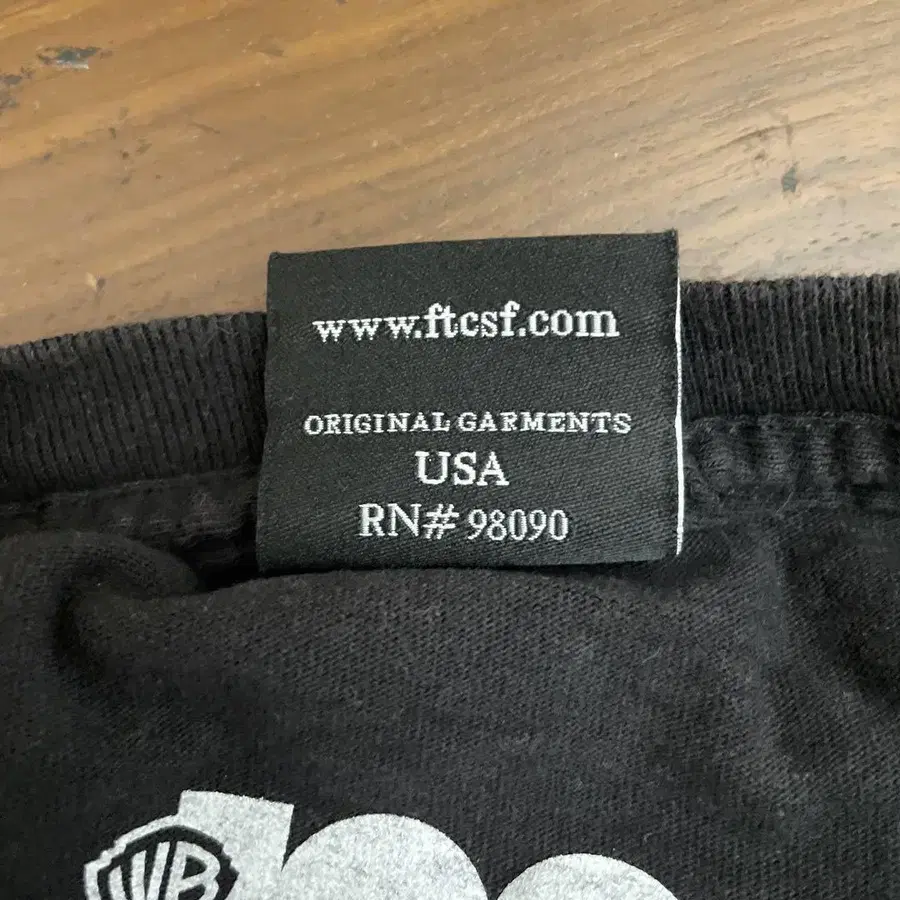 www.ftcsf.com
ORIGINAL GARMENTS
USA
RN# 98090
WB